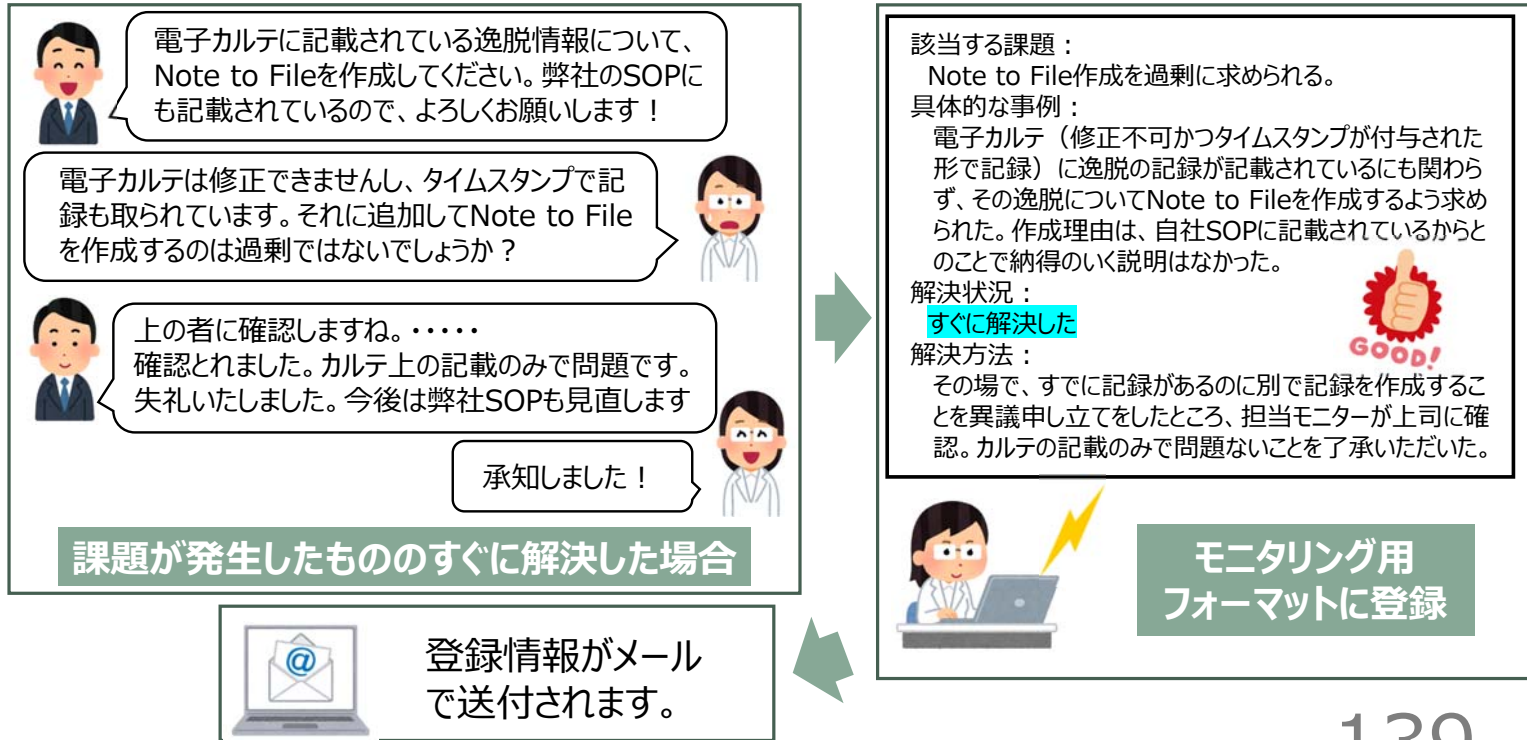 電子カルテに記載されている逸脱情報について、
Note to Fileを作成してください。弊社のSOPに
も記載されているので、よろしくお願いします！
電子カルテは修正できませんし、タイムスタンプで記
録も取られています。それに追加してNote to File
を作成するのは過剰ではないでしょうか？
上の者に確認しますね。・・・・・
確認とれました。カルテ上の記載のみで問題です。
失礼いたしました。今後は弊社SOPも見直します
承知しました！
課題が発生したもののすぐに解決した場合
該当する課題：
Note to File作成を過剰に求められる。
具体的な事例：
電子カルテ（修正不可かつタイムスタンプが付与された
形で記録）に逸脱の記録が記載されているにも関わら
ず、その逸脱についてNote to Fileを作成するよう求め
られた。作成理由は、自社SOPに記載されているからと
のことで納得のいく説明はなかった。
解決状況：
すぐに解決した
GOOD!
解決方法：
その場で、すでに記録があるのに別で記録を作成するこ
とを異議申し立てをしたところ、担当モニターが上司に確
認。カルテの記載のみで問題ないことを了承いただいた。
モニタリング用
フォーマットに登録
@
登録情報がメール
で送付されます。
139